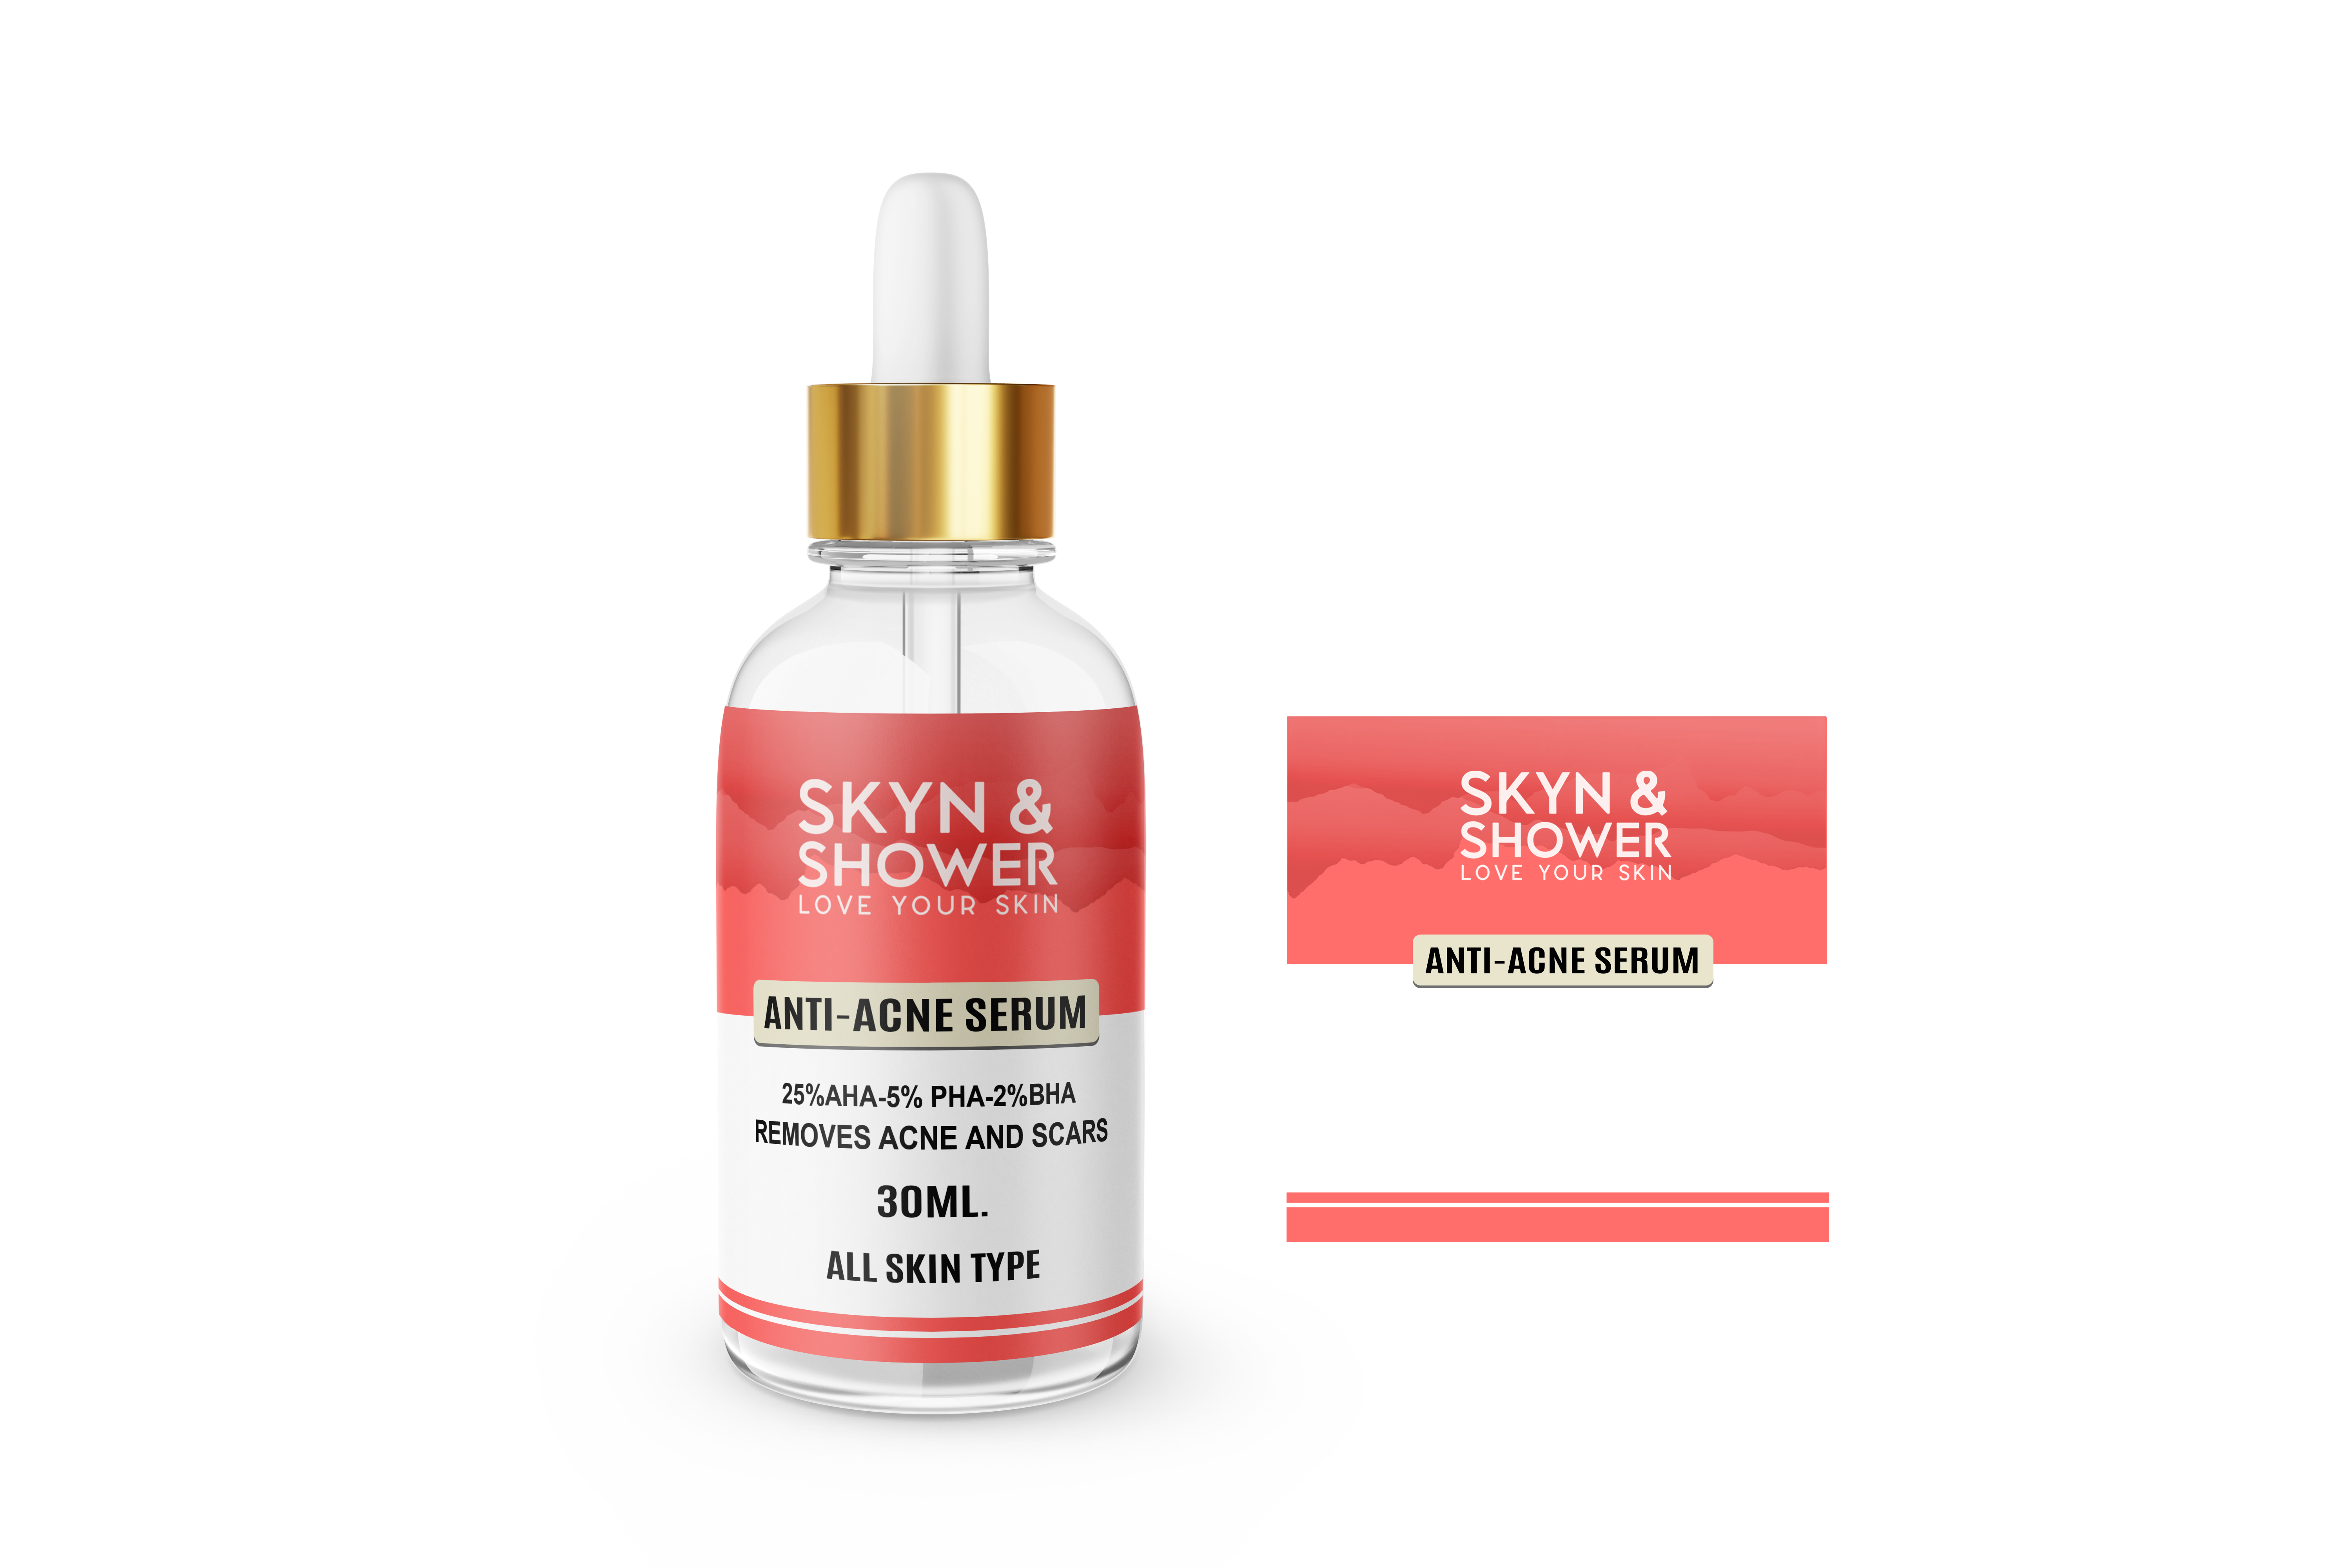 SKYN &
SHOWER
LOVE YOUR SKIN
ANTI-ACNE SERUM
25%AHA-5% PHA-2%BHA
REMOVES ACNE AND SCARS
30ML.
ALL SKIN TYPE
SKYN &
SHOWER
LOVE YOUR SKIN
ANTI-ACNE SERUM